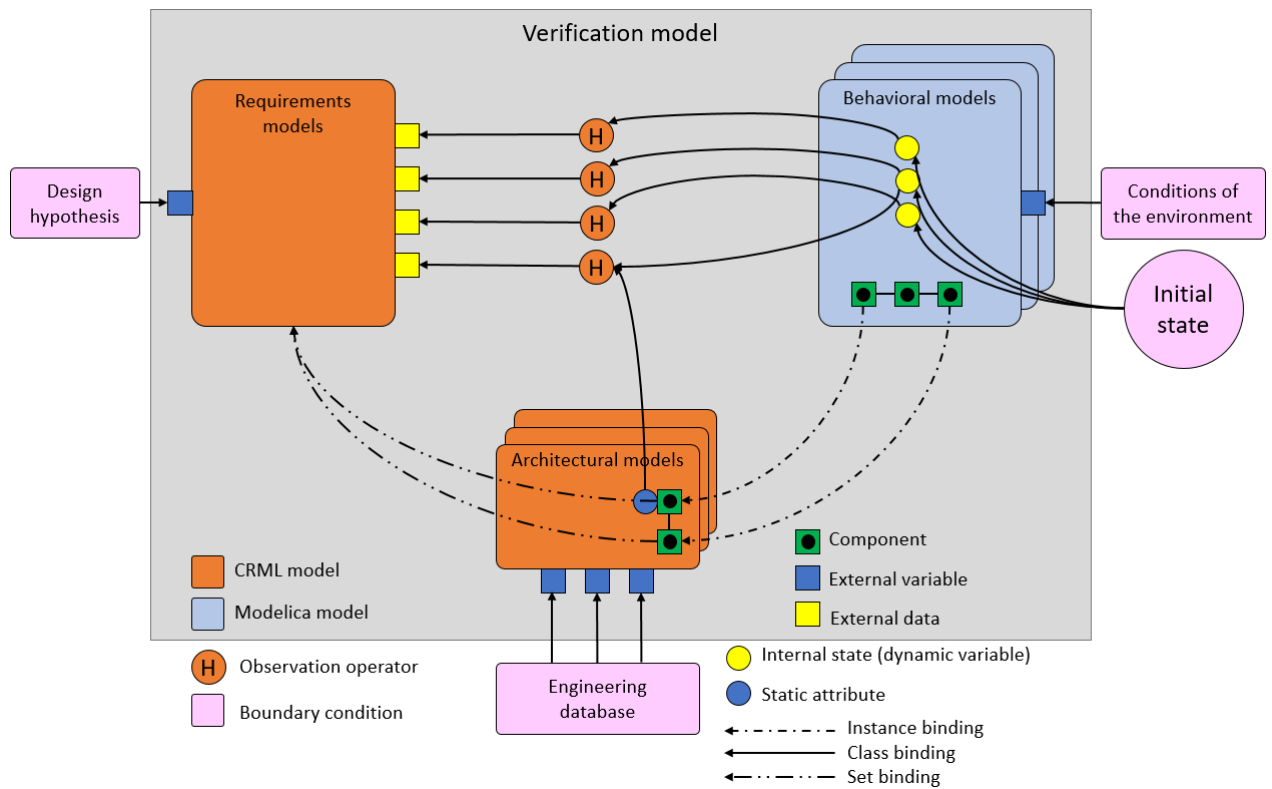 Verification model
Requirements
models
Behavioral models
H
H
H
H
Design
hypothesis
Conditions of
the environment
Initial
state
Architectural models
CRML model
Modelica model
Component
External variable
External data
H
Observation operator
Boundary condition
Engineering
database
Internal state (dynamic variable)
Static attribute
Instance binding
Class binding
Set binding